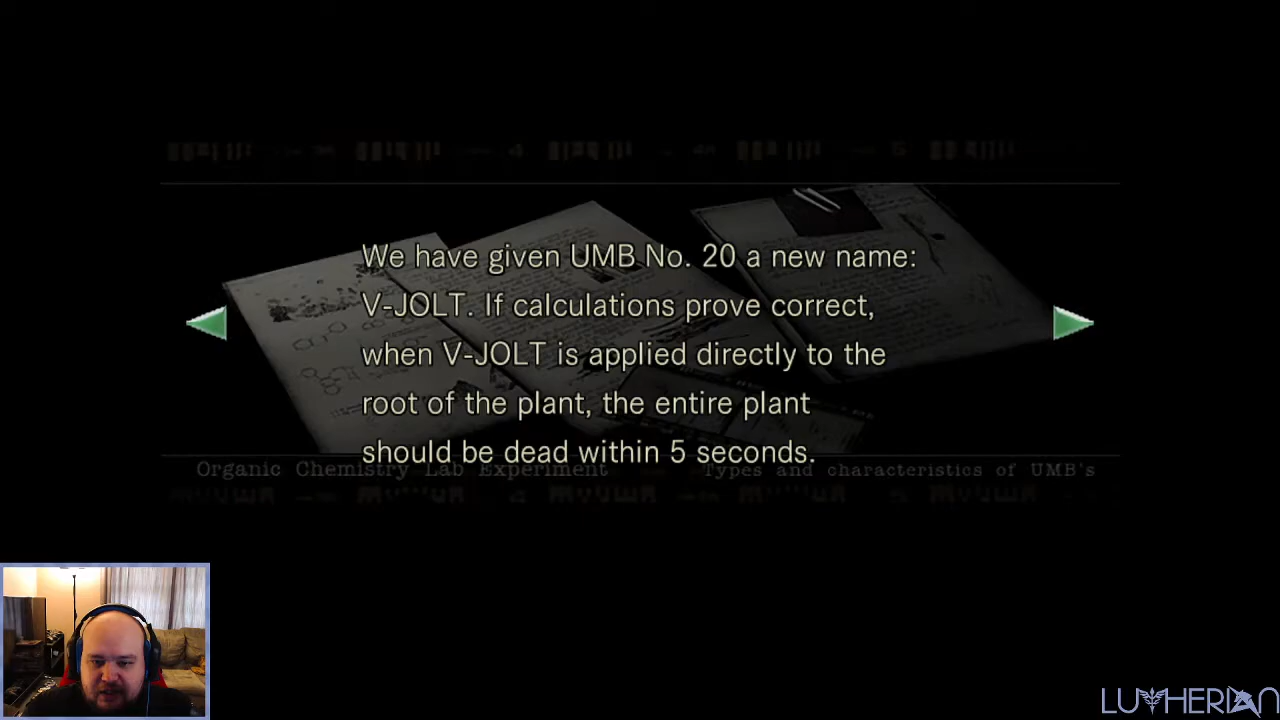 We have given UMB No. 20 a new name:
V-JOLT. If calculations prove correct,
when V-JOLT is applied directly to the
root of the plant, the entire plant
should be dead within 5 seconds.
Organic Chemistry Lab Experiment Types and characteristics of UMB's
LUTHERIAN